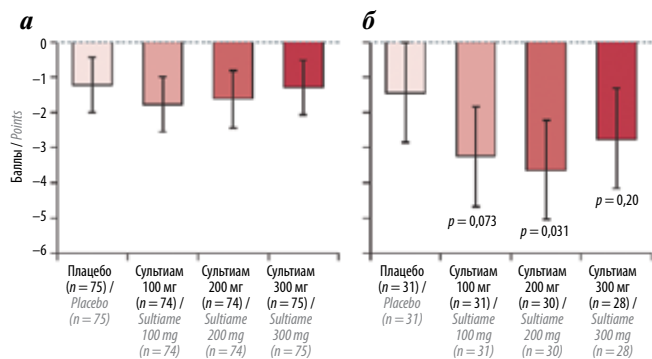 а
б
0
–1
–2
–3
–4
–5
–6
Баллы / Points
p = 0,073
p = 0,031
p = 0,20
Плацебо
(n = 75) /
Placebo
(n = 75)
Сультиам
100 мг
(n = 74) /
Sultiame
100 mg
(n = 74)
Сультиам
200 мг
(n = 74) /
Sultiame
200 mg
(n = 74)
Сультиам
300 мг
(n = 75) /
Sultiame
300 mg
(n = 75)
Плацебо
(n = 31) /
Placebo
(n = 31)
Сультиам
100 мг
(n = 31) /
Sultiame
100 mg
(n = 31)
Сультиам
200 мг
(n = 30) /
Sultiame
200 mg
(n = 30)
Сультиам
300 мг
(n = 28) /
Sultiame
300 mg
(n = 28)